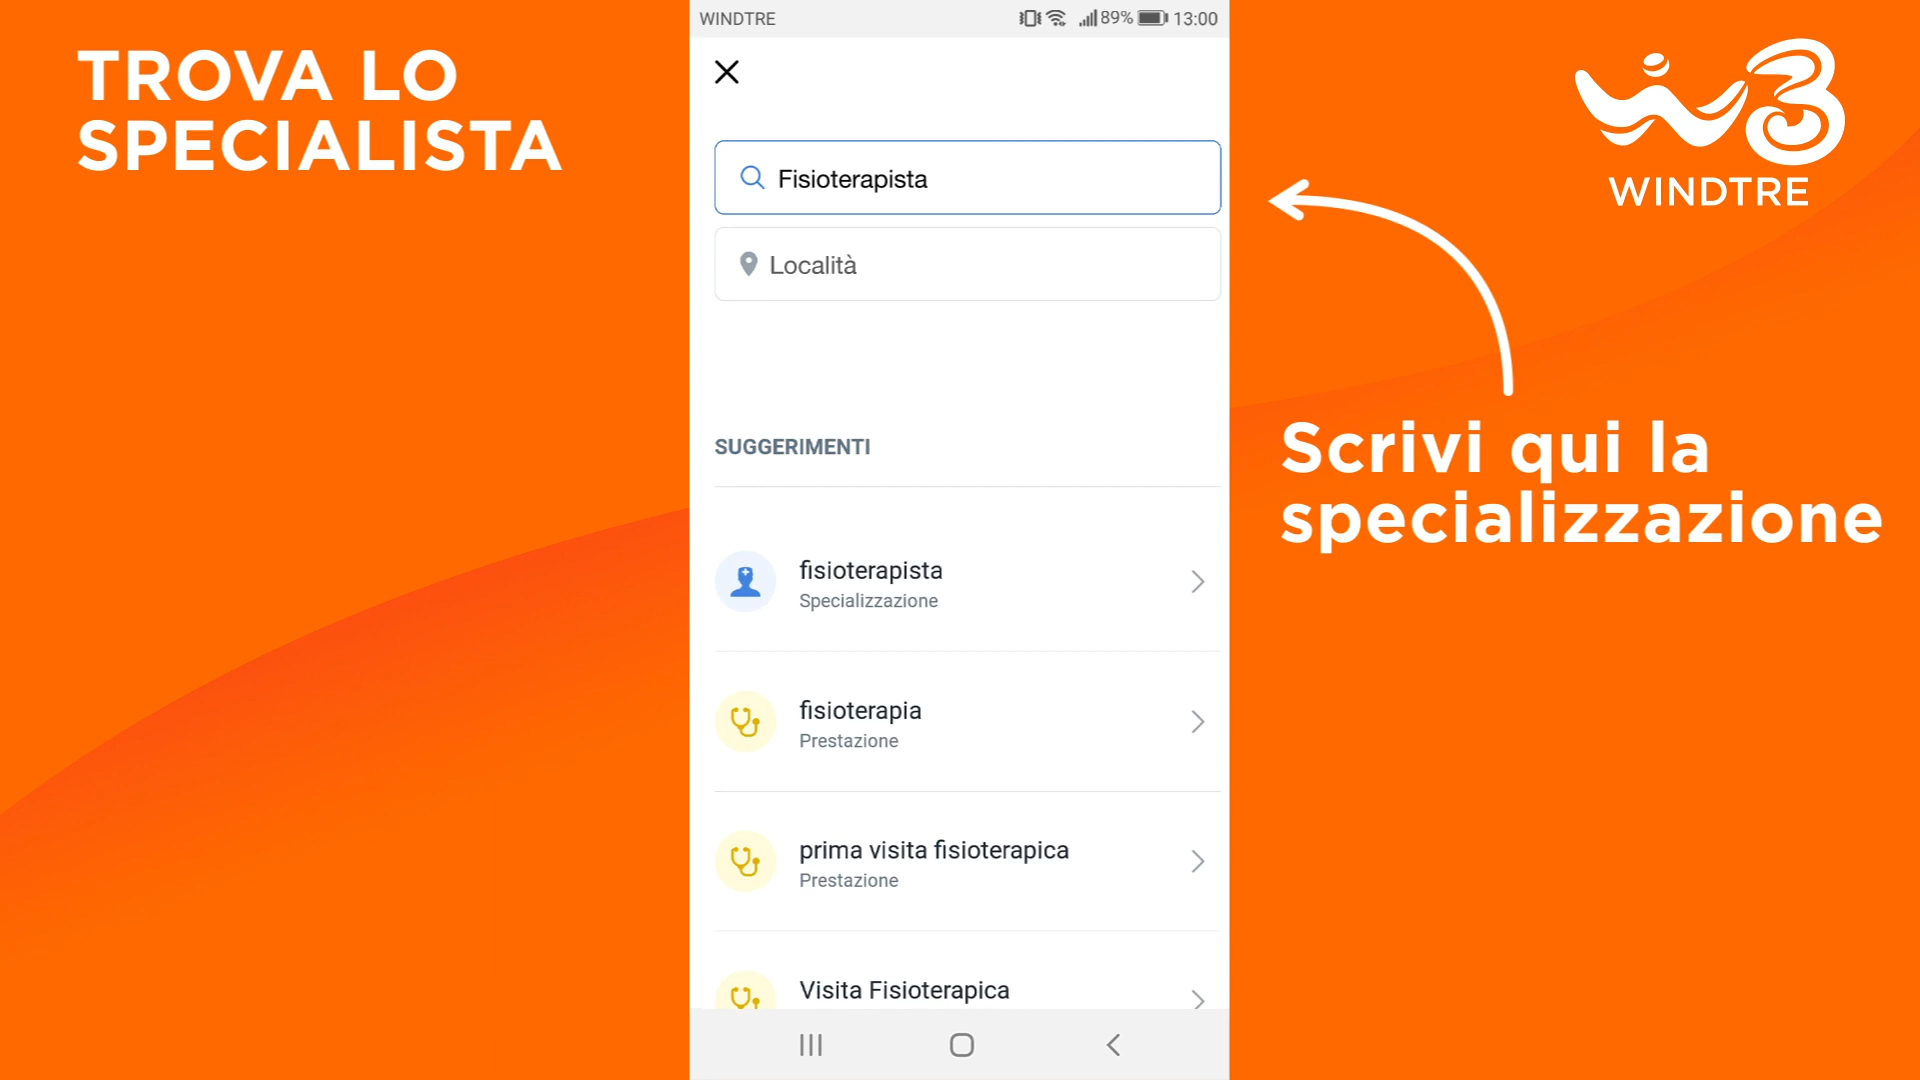 TROVA LO
SPECIALISTA
WINDTRE
89%
13:00
Fisioterapista
Località
SUGGERIMENTI
fisioterapista
Specializzazione
fisioterapia
Prestazione
prima visita fisioterapica
Prestazione
Visita Fisioterapica
W3
WINDTRE
Scrivi qui la
specializzazione